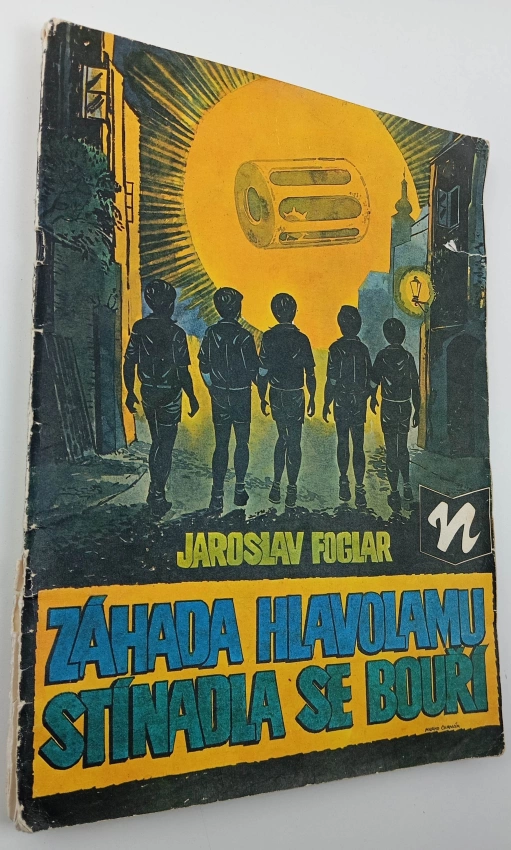 JAROSLAV FOGLAR
n
ZÁHADA HLAVOLAMU
STÍNADLA SE BOUŘÍ